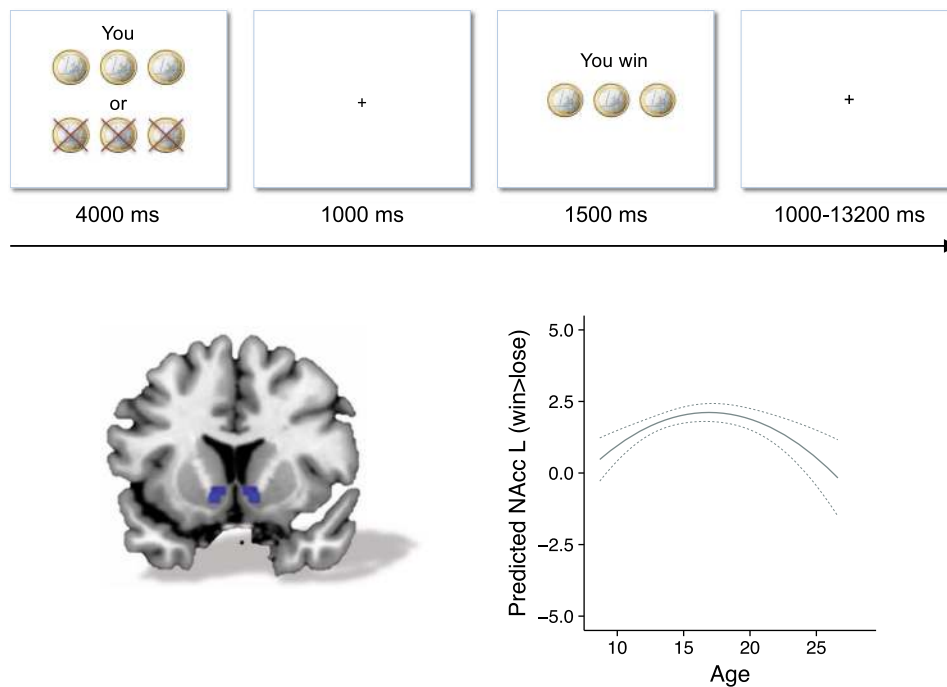 You
or
+
You win
+
4000 ms
1000 ms
1500 ms
1000-13200 ms
Predicted NAcc L (win>lose)
5.0
2.5
0.0
−2.5
−5.0
10
15
20
25
Age